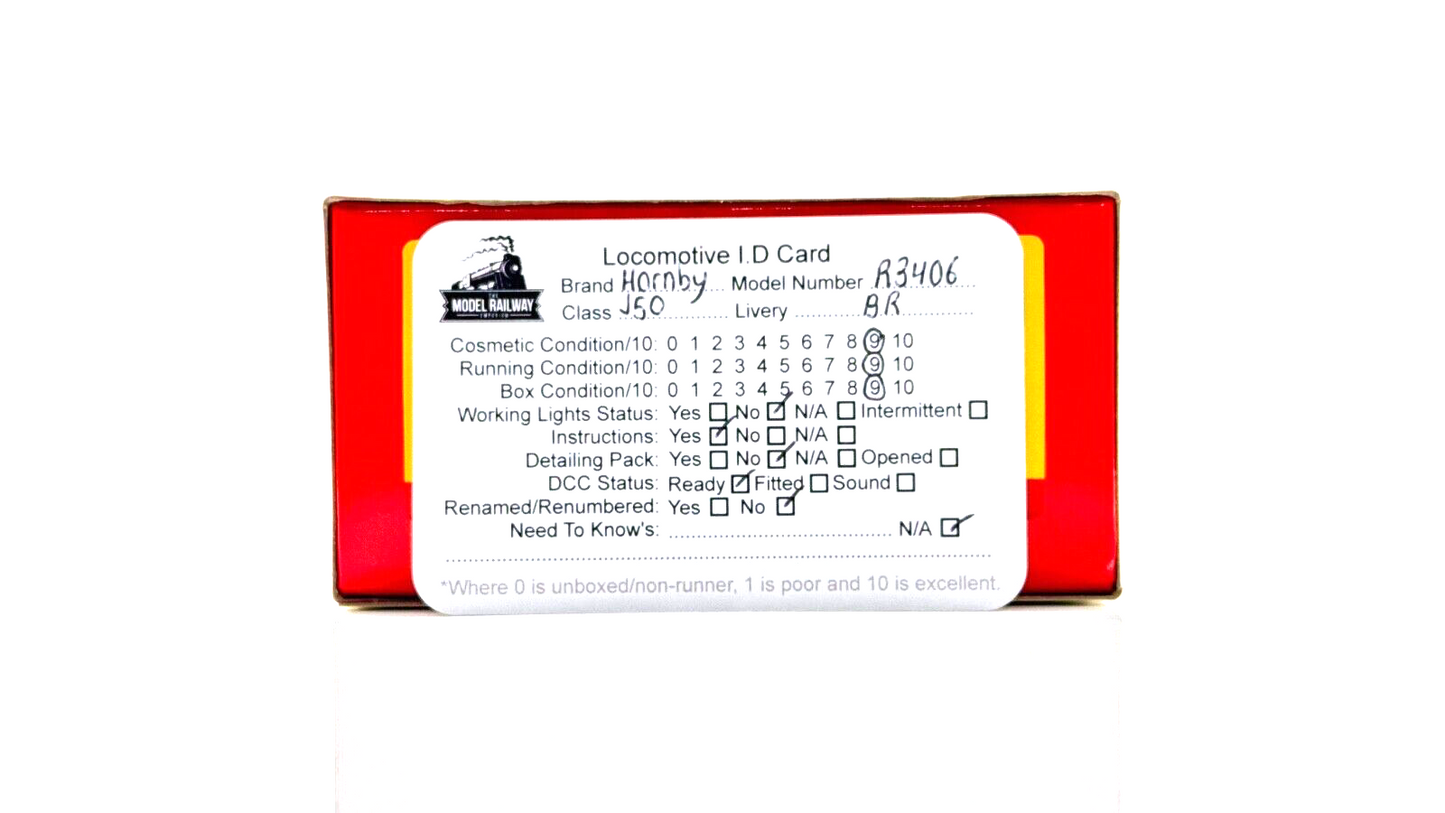 THE
MODEL RAILWAY
EMPORIUM
Locomotive I.D Card
Brand Hornby Model Number R3406
Class J50 Livery BR
Cosmetic Condition/10: 0 1 2 3 4 5 6 7 8 9 10
Running Condition/10: 0 1 2 3 4 5 6 7 8 9 10
Box Condition/10: 0 1 2 3 4 5 6 7 8 9 10
Working Lights Status: Yes No N/A Intermittent
Instructions: Yes No N/A
Detailing Pack: Yes No N/A Opened
DCC Status: Ready Fitted Sound
Renamed/Renumbered: Yes No
Need To Know's: N/A
*Where 0 is unboxed/non-runner, 1 is poor and 10 is excellent.